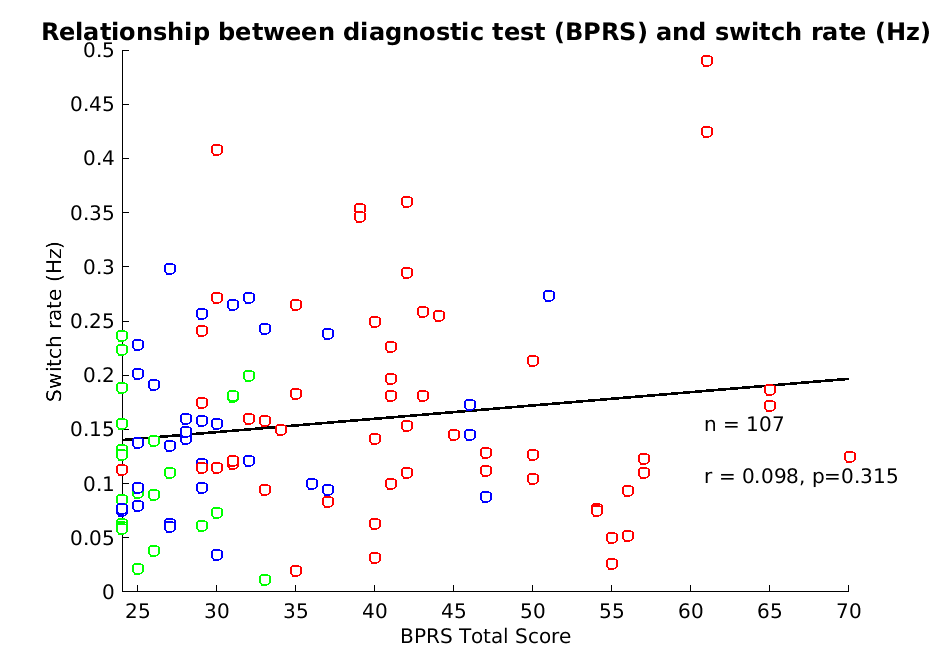 Relationship between diagnostic test (BPRS) and switch rate (Hz)
0.5
0.45
0.4
0.35
0.3
0.25
0.2
0.15
0.1
0.05
0
Switch rate (Hz)
n = 107
r = 0.098, p=0.315
25 30 35 40 45 50 55 60 65 70
BPRS Total Score